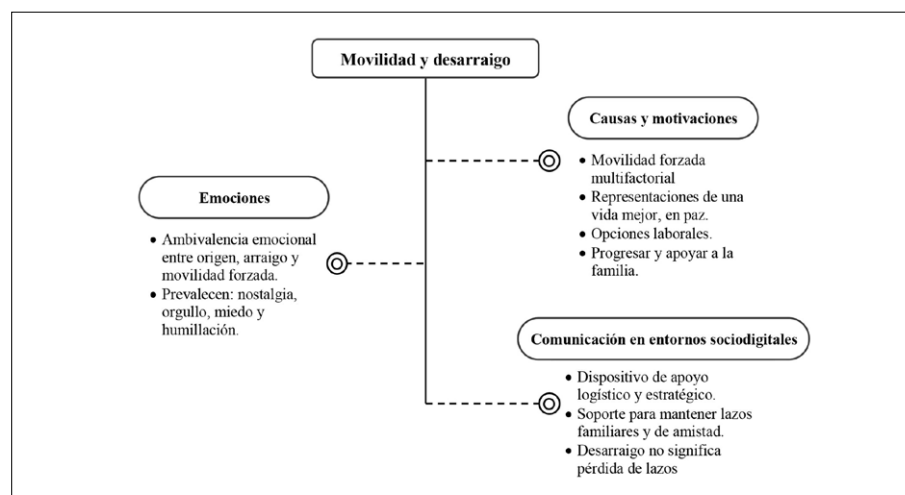 Movilidad y desarraigo
Causas y motivaciones
• Movilidad forzada
multifactorial
• Representaciones de una
vida mejor, en paz.
• Opciones laborales.
• Progresar y apoyar a la
familia.
Emociones
• Ambivalencia emocional
entre origen, arraigo y
movilidad forzada.
• Prevalecen: nostalgia,
orgullo, miedo y
humillación.
Comunicación en entornos sociodigitales
• Dispositivo de apoyo
logístico y estratégico.
• Soporte para mantener lazos
familiares y de amistad.
• Desarraigo no significa
pérdida de lazos